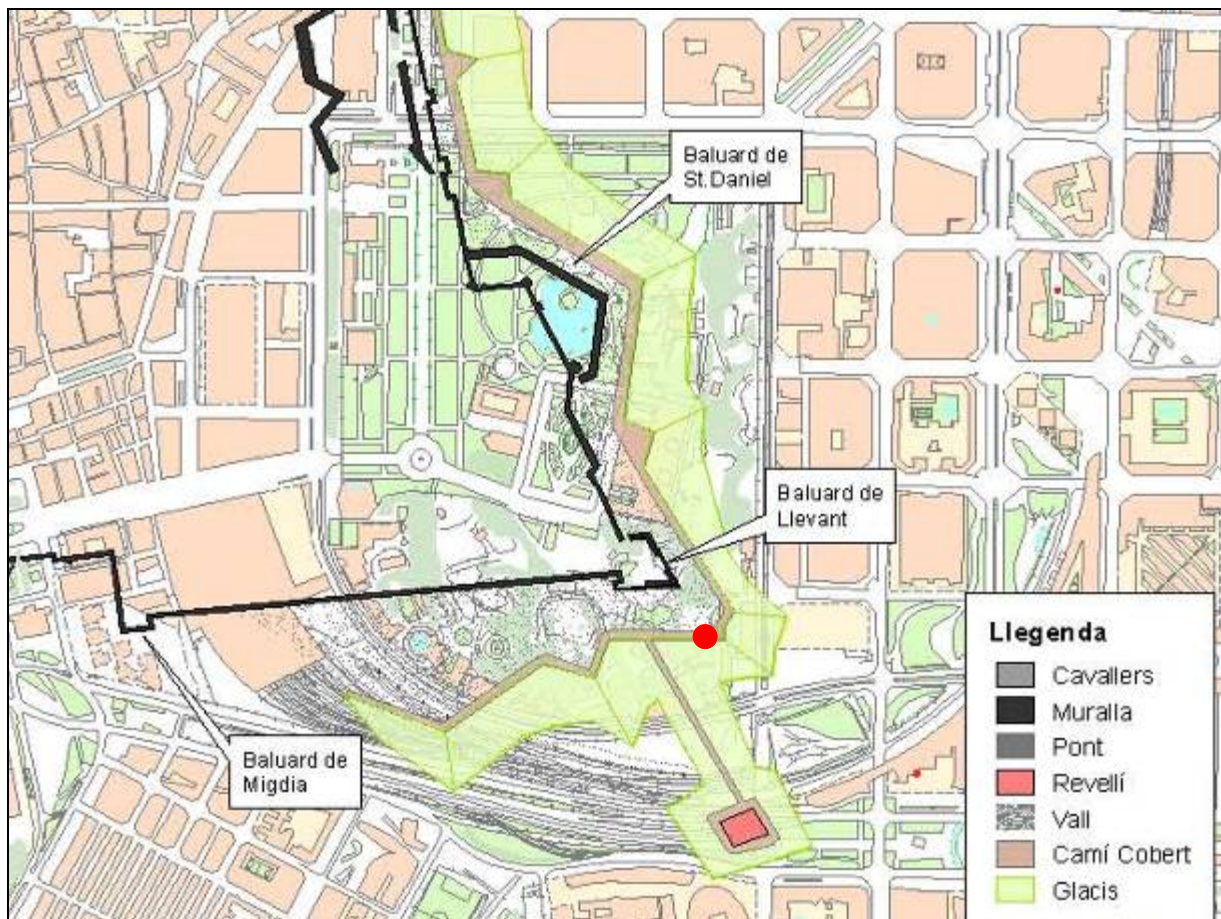 Baluard de
St.Daniel
Baluard de
Llevant
Baluard de
Migdia
Llegenda
Cavallers
Muralla
Pont
Revellí
Vall
Camí Cobert
Glacis